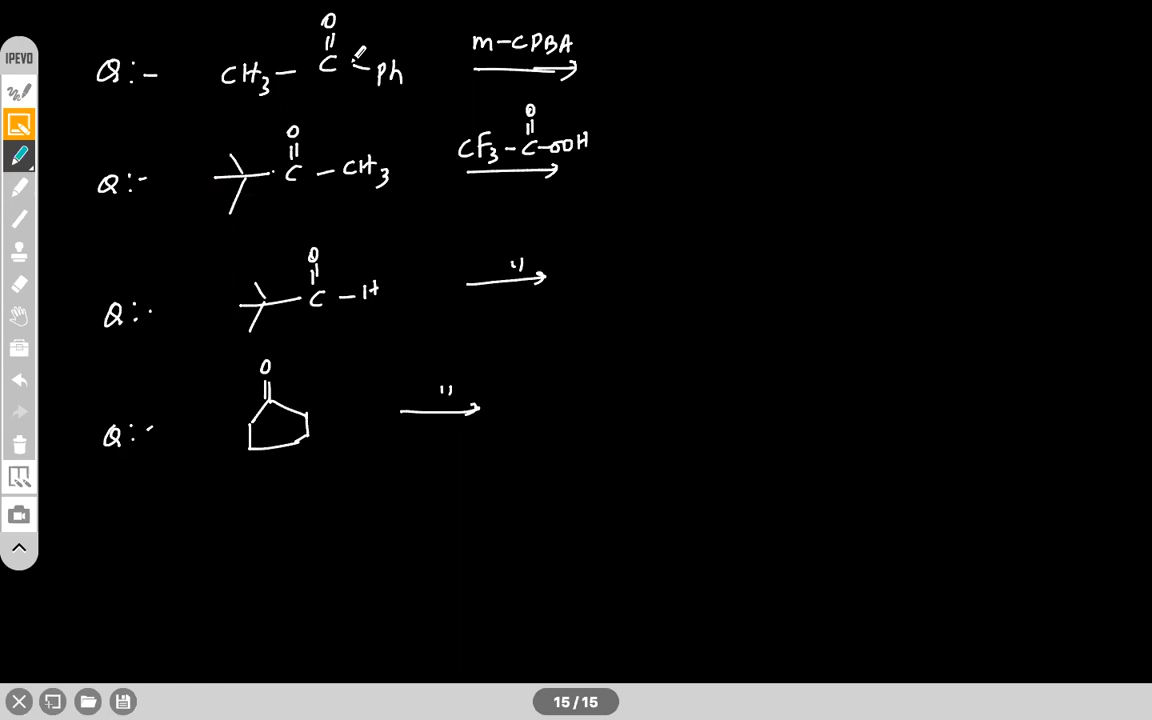 IPEVO
O
Q:- CH3 - C - Ph m-CPBA
O O
Q:- C - CH3 CF3 - C - OOH
O
Q:- C - H "
O
Q:- "
15/15